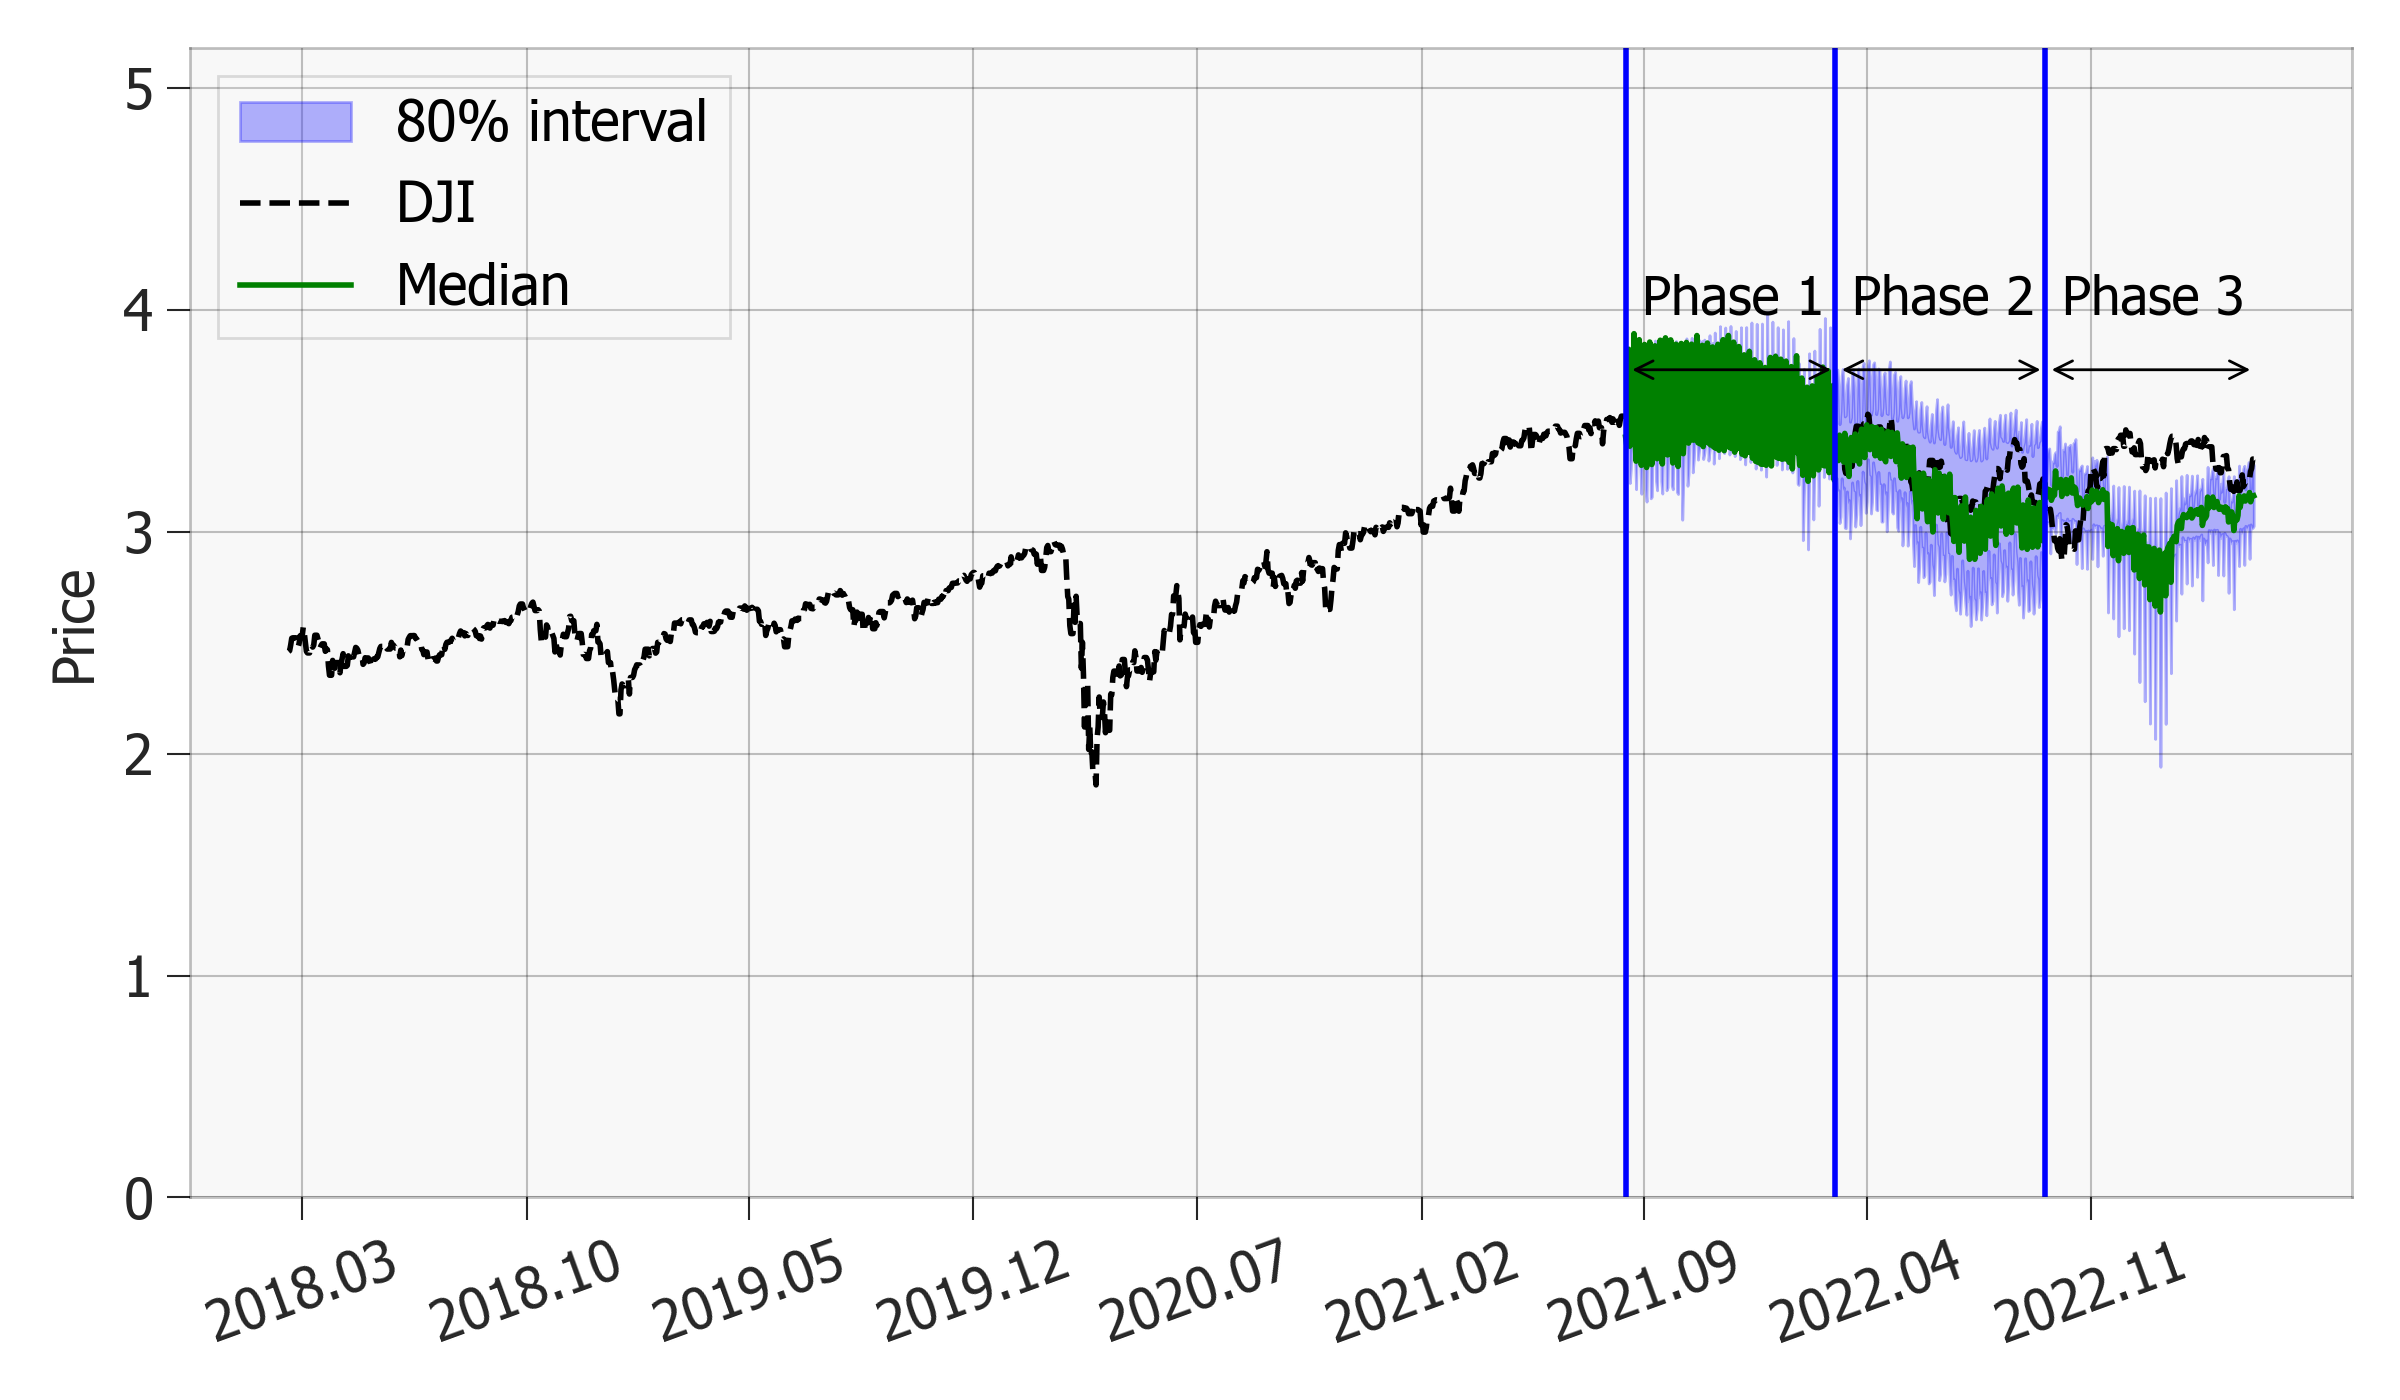 80% interval
DJI
Median
Phase 1
Phase 2
Phase 3
Price
5
4
3
2
1
0
2018.03
2018.10
2019.05
2019.12
2020.07
2021.02
2021.09
2022.04
2022.11